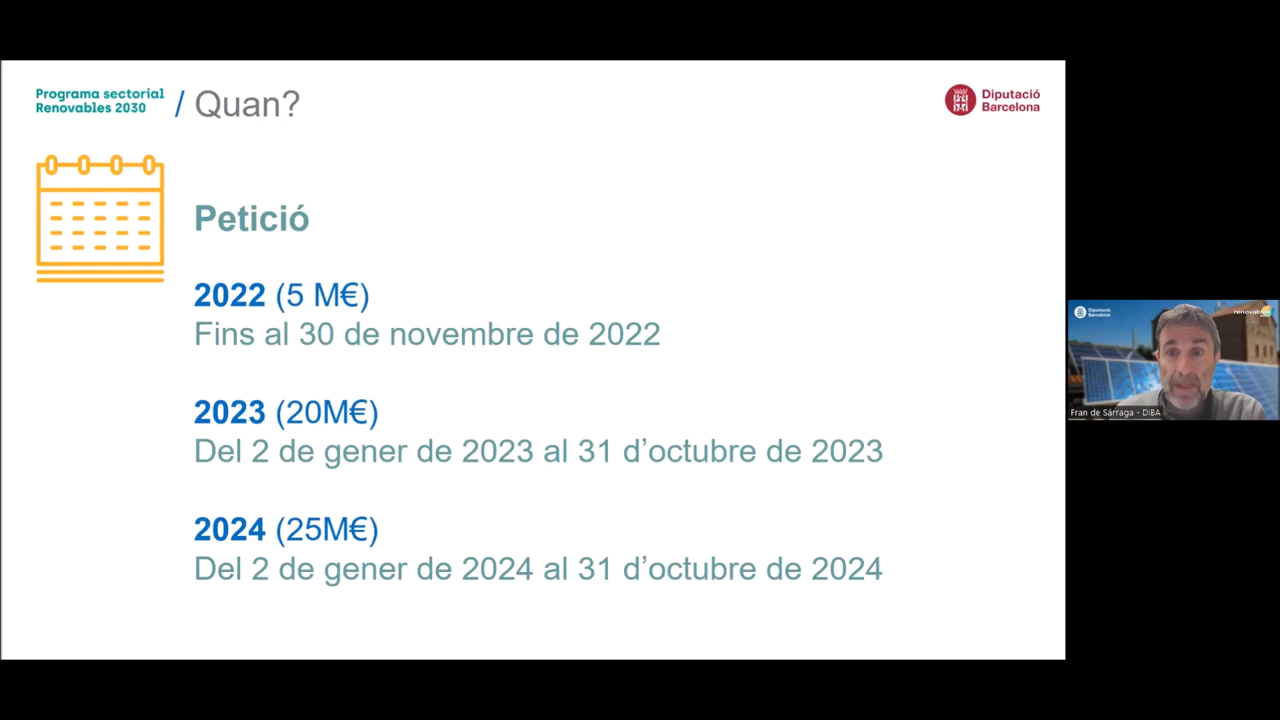 Programa sectorial
Renovables 2030
/ Quan?
Diputació
Barcelona
Petició
2022 (5 M€)
Fins al 30 de novembre de 2022
2023 (20M€)
Del 2 de gener de 2023 al 31 d’octubre de 2023
2024 (25M€)
Del 2 de gener de 2024 al 31 d’octubre de 2024
Diputació
Barcelona
Fran de Sárraga - DIBA